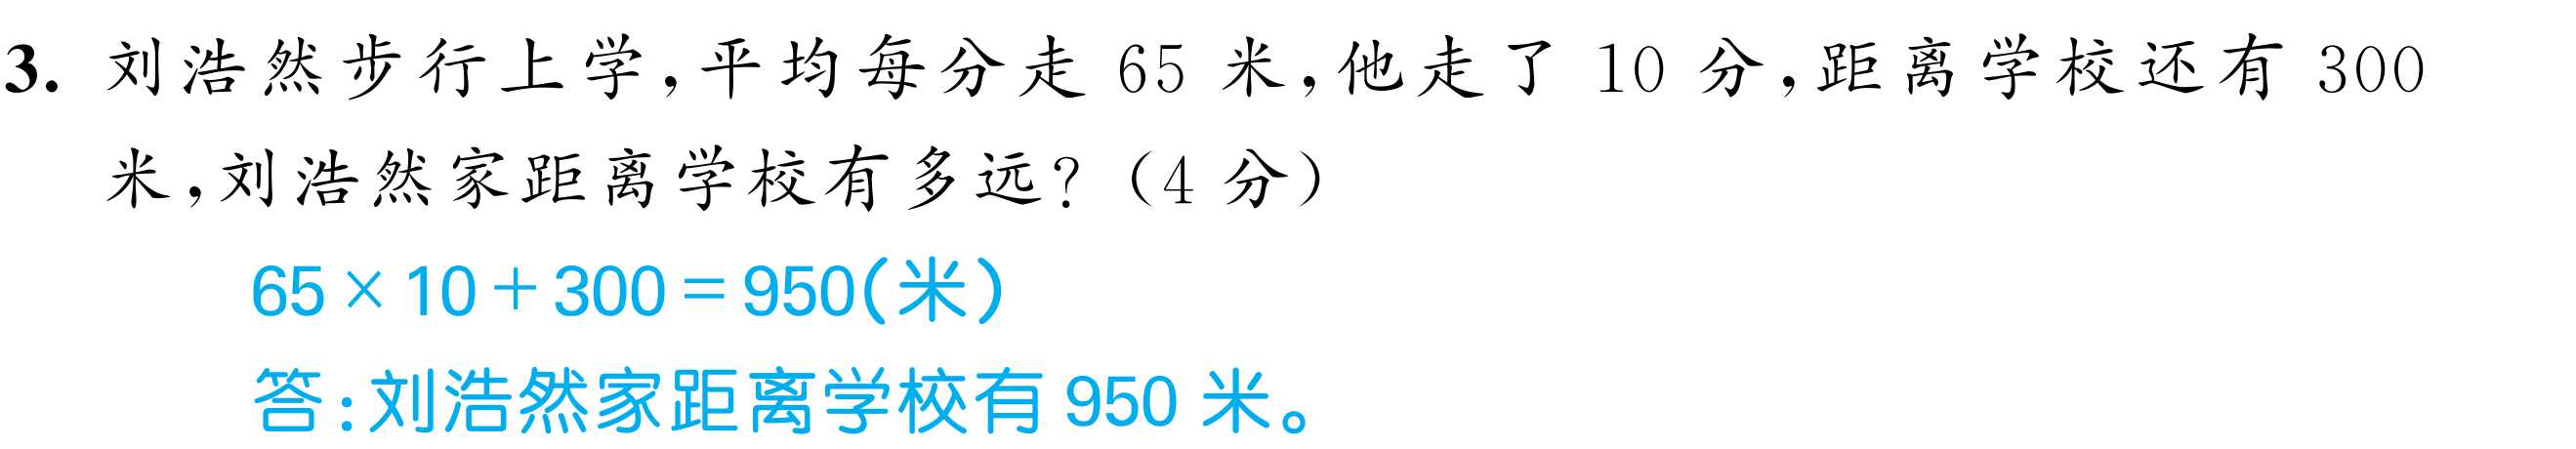 3. 刘浩然步行上学,平均每分走 65 米,他走了 10 分,距离学校还有 300
米,刘浩然家距离学校有多远?(4 分)
65×10+300=950(米)
答:刘浩然家距离学校有 950 米。